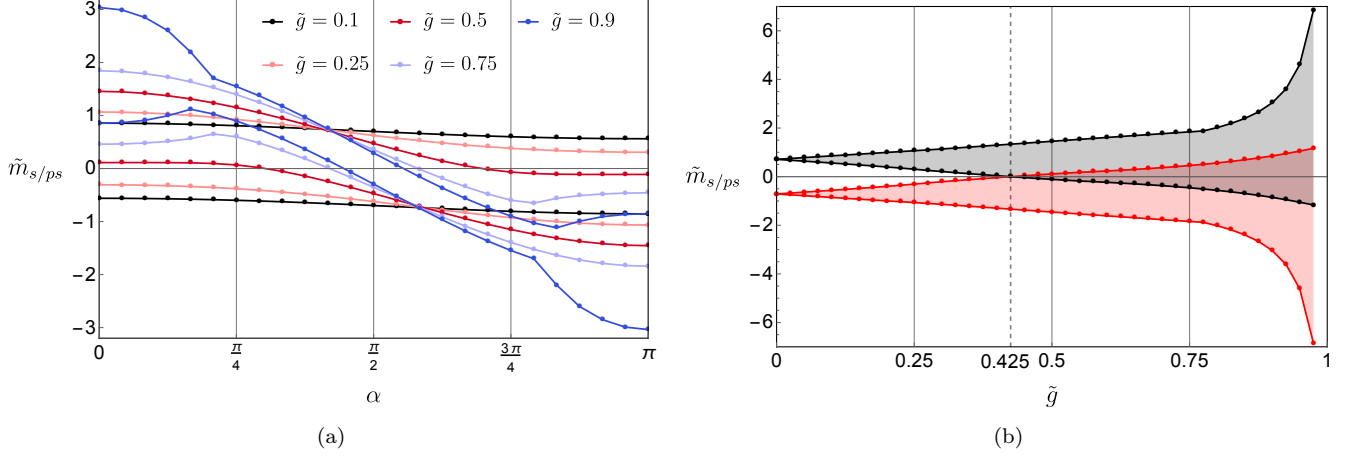 3
2
1
0
−1
−2
−3
m̃_{s/ps}
g̃ = 0.1
g̃ = 0.5
g̃ = 0.9
g̃ = 0.25
g̃ = 0.75
0
π/4
π/2
3π/4
π
α
(a)
6
4
2
0
−2
−4
−6
m̃_{s/ps}
0
0.25
0.425
0.5
0.75
1
g̃
(b)